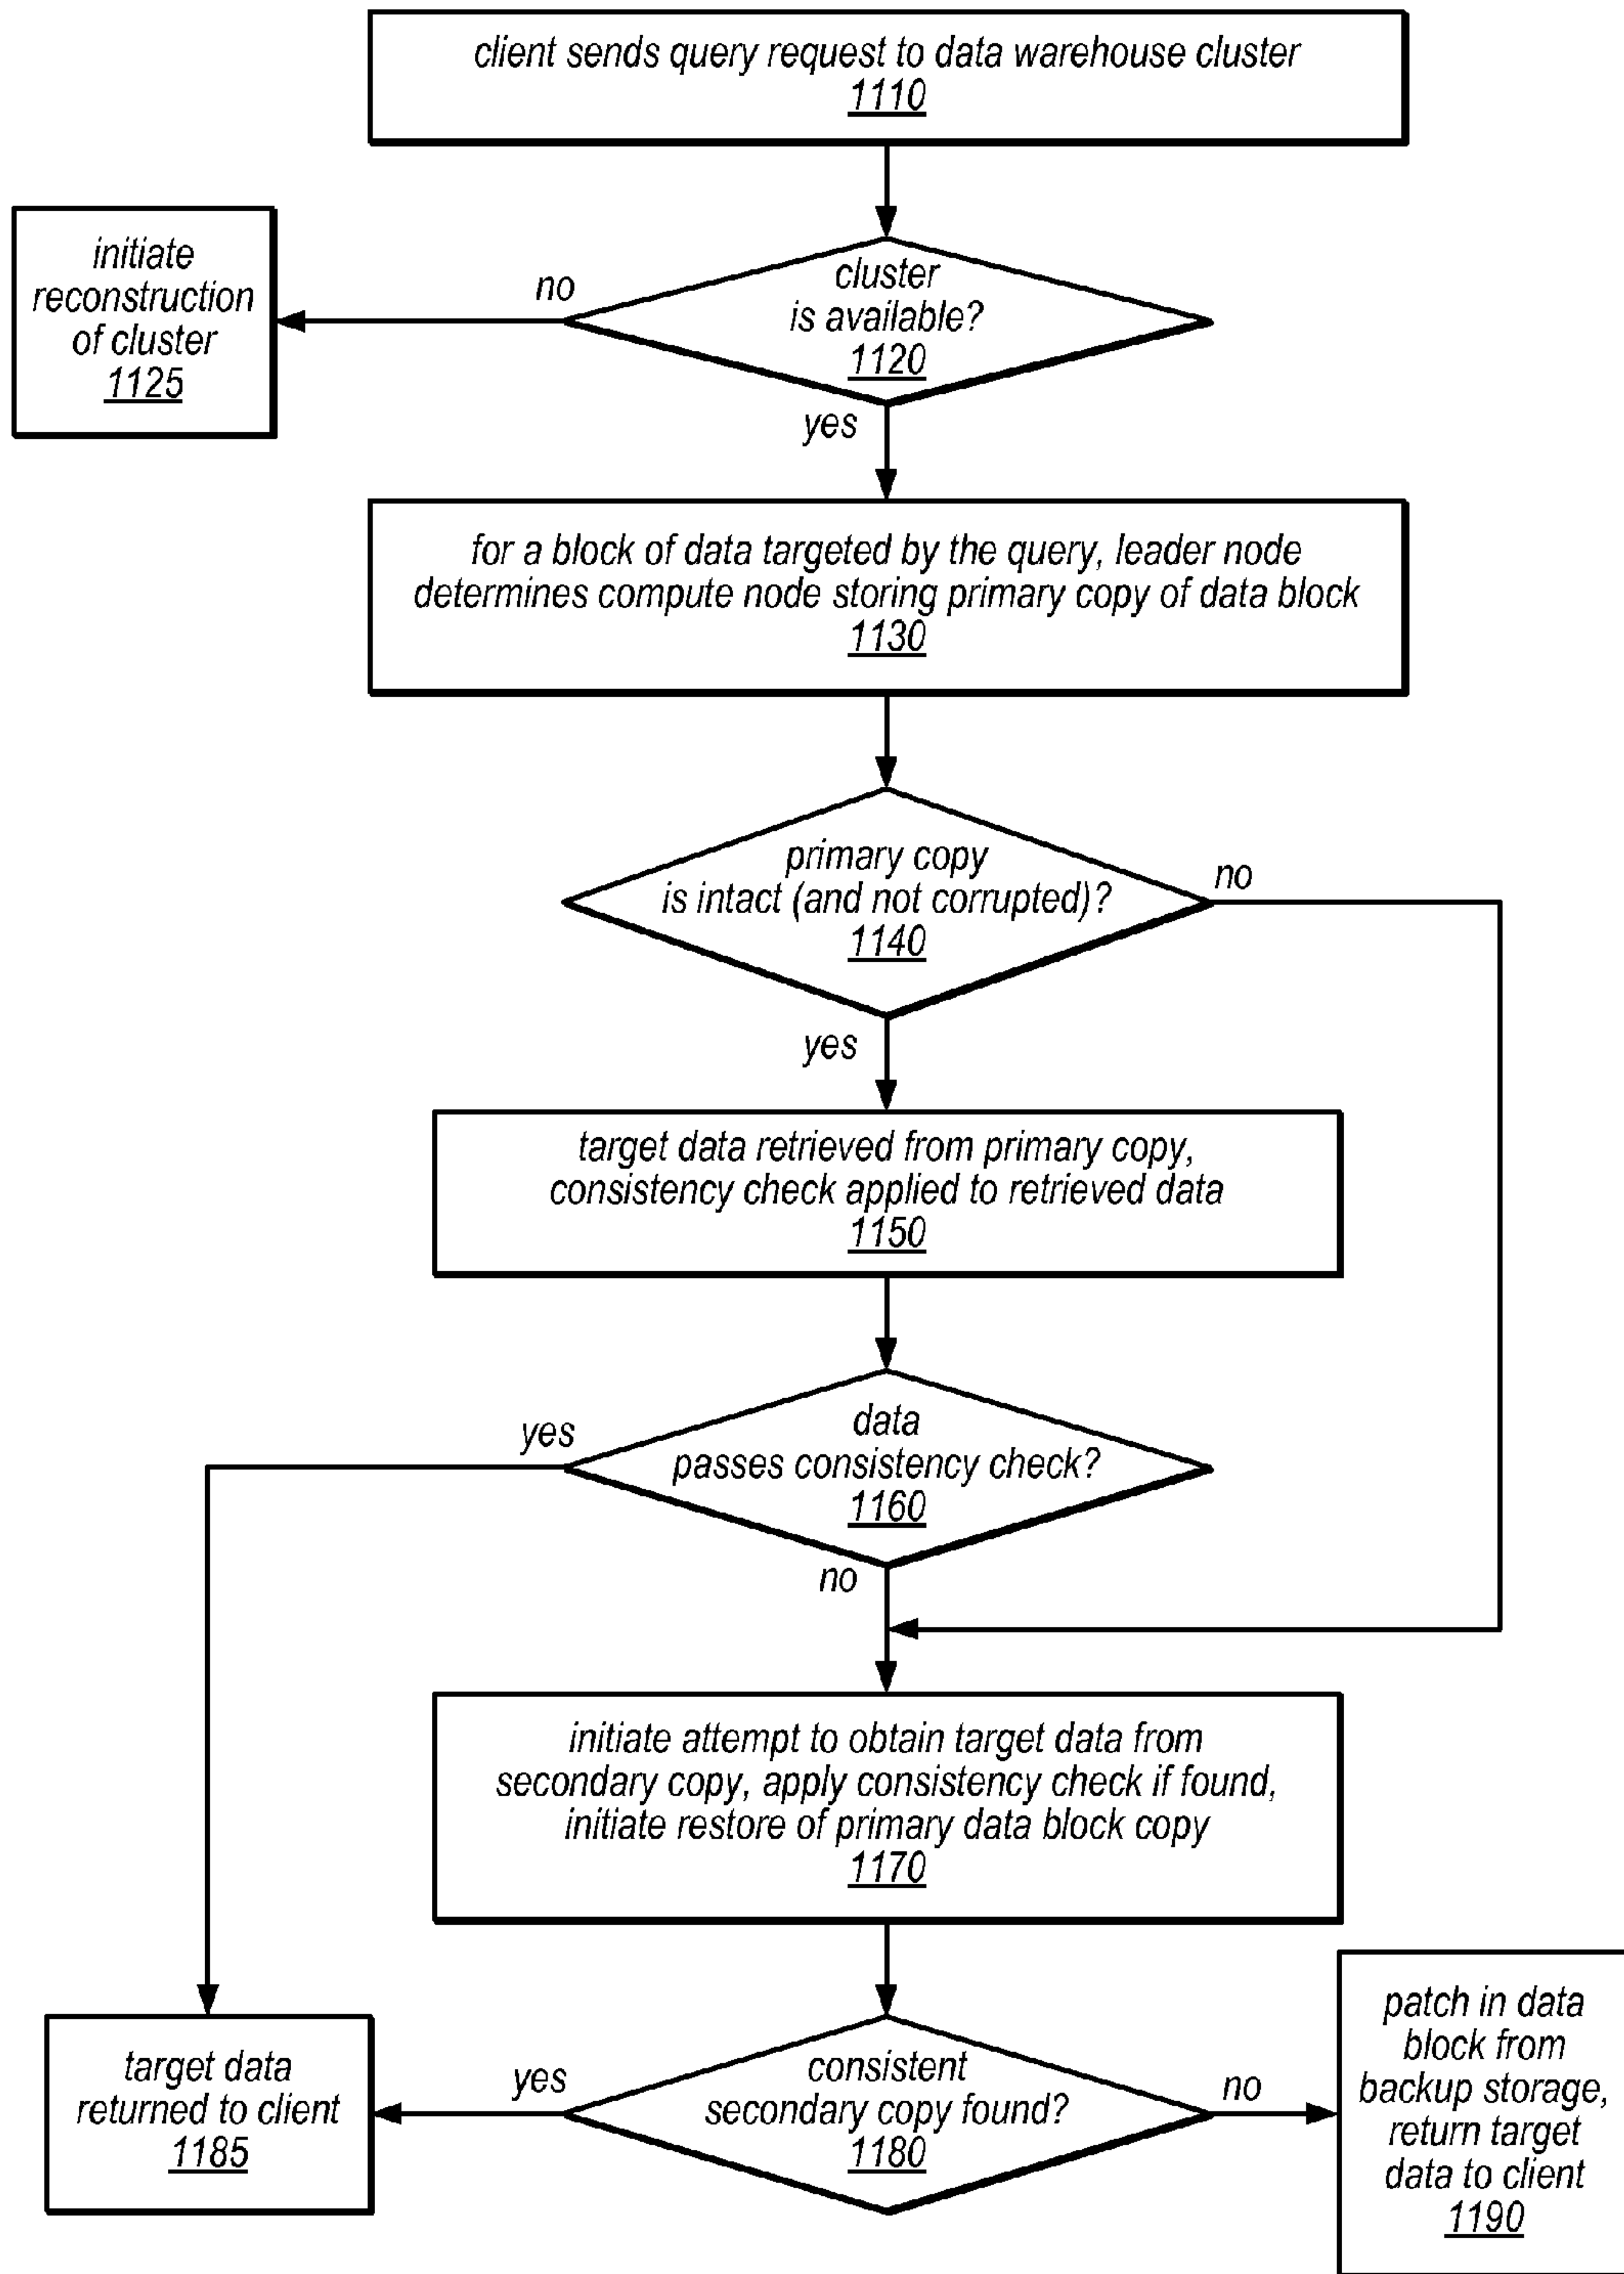 client sends query request to data warehouse cluster
1110
initiate
reconstruction
of cluster
1125
no
cluster
is available?
1120
yes
for a block of data targeted by the query, leader node
determines compute node storing primary copy of data block
1130
primary copy
is intact (and not corrupted)?
1140
no
yes
target data retrieved from primary copy,
consistency check applied to retrieved data
1150
yes
data
passes consistency check?
1160
no
initiate attempt to obtain target data from
secondary copy, apply consistency check if found,
initiate restore of primary data block copy
1170
target data
returned to client
1185
yes
consistent
secondary copy found?
1180
no
patch in data
block from
backup storage,
return target
data to client
1190